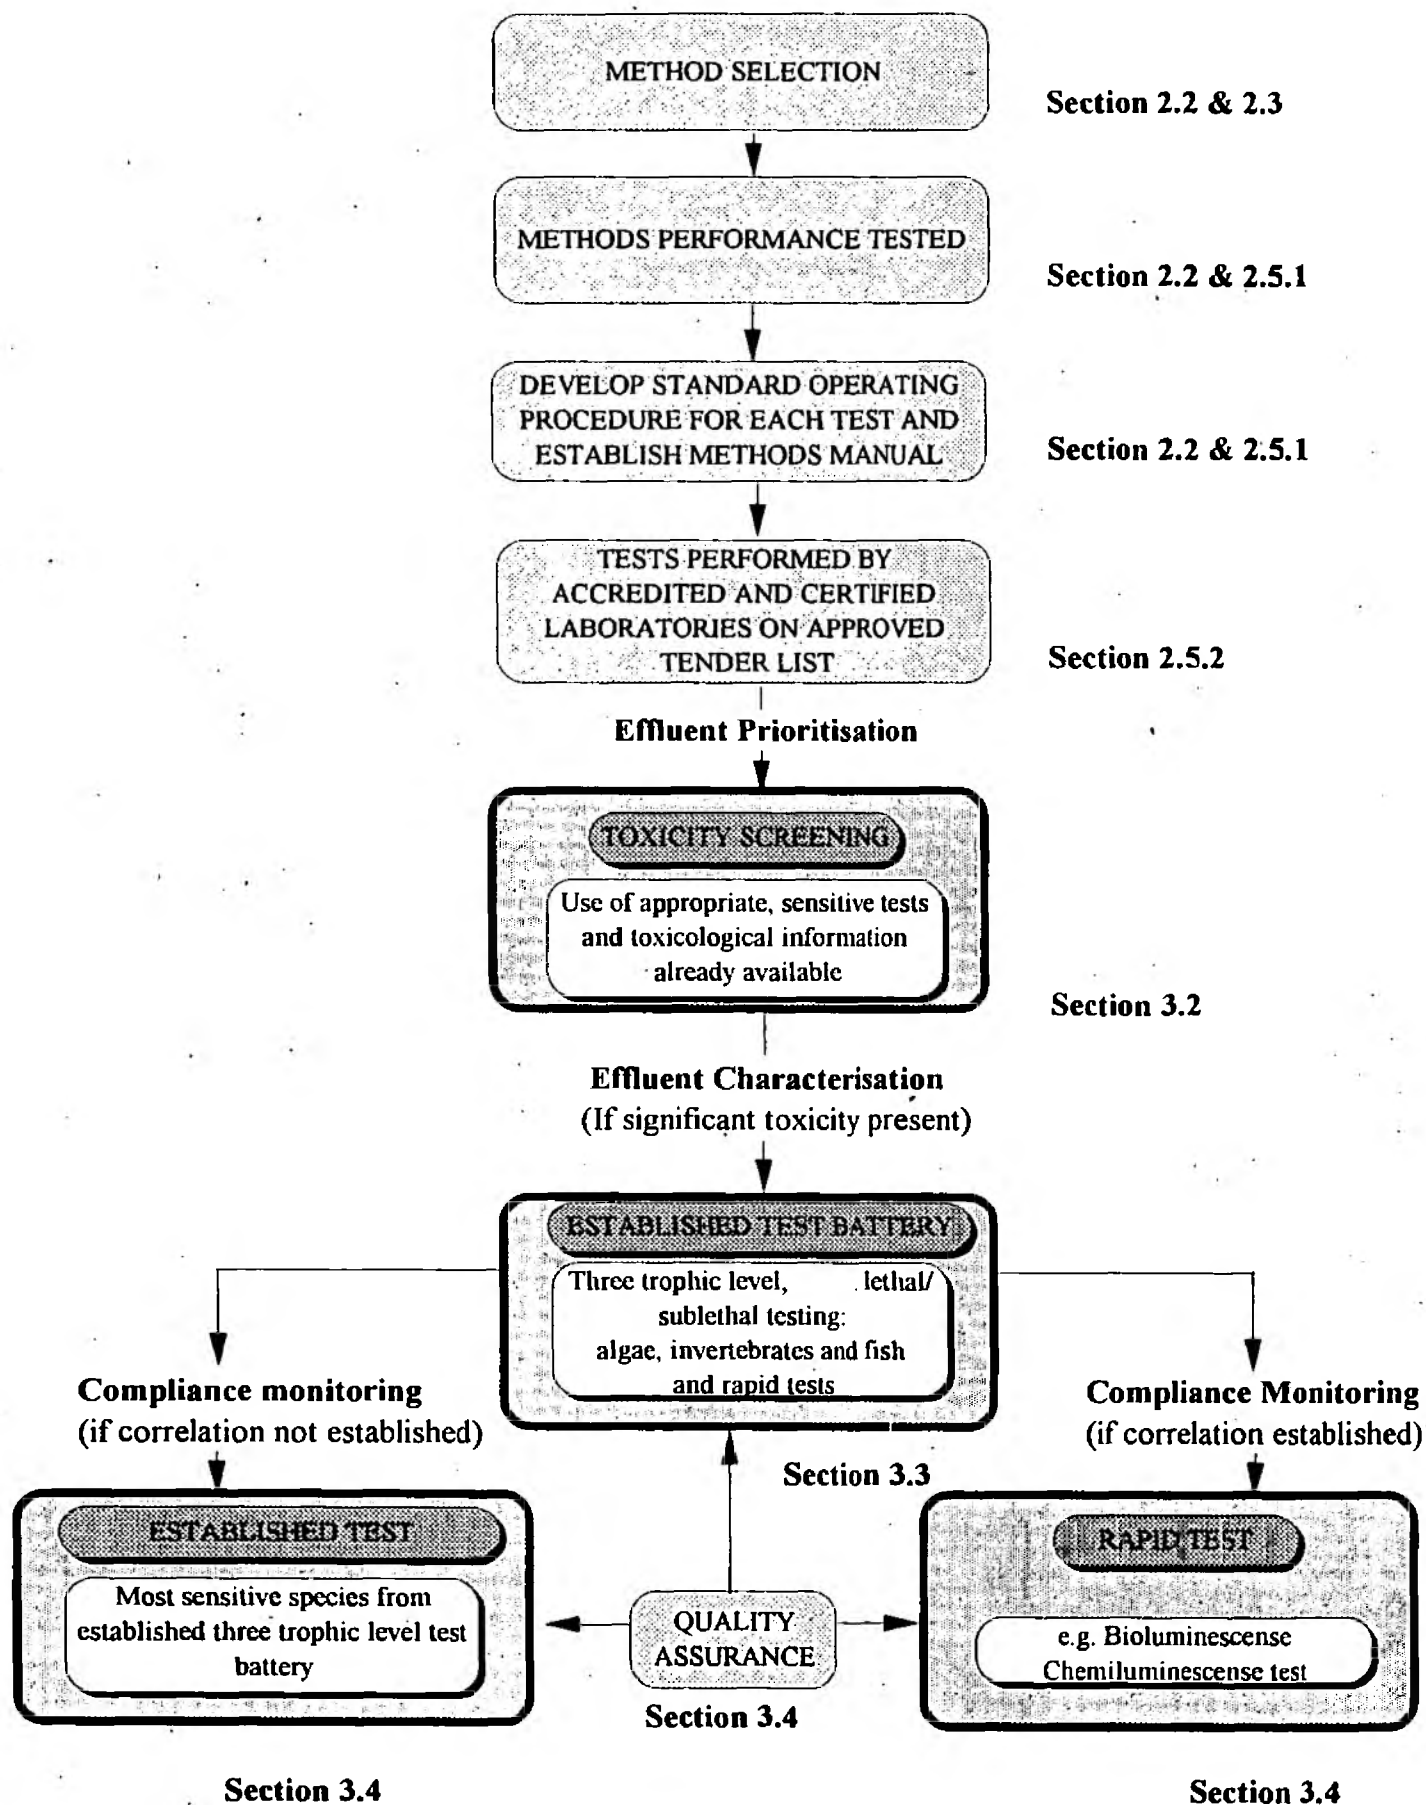 METHOD SELECTION
Section 2.2 & 2.3
METHODS PERFORMANCE TESTED
Section 2.2 & 2.5.1
DEVELOP STANDARD OPERATING
PROCEDURE FOR EACH TEST AND
ESTABLISH METHODS MANUAL
Section 2.2 & 2.5.1
TESTS PERFORMED BY
ACCREDITED AND CERTIFIED
LABORATORIES ON APPROVED
TENDER LIST
Section 2.5.2
Effluent Prioritisation
TOXICITY SCREENING
Use of appropriate, sensitive tests
and toxicological information
already available
Section 3.2
Effluent Characterisation
(If significant toxicity present)
ESTABLISHED TEST BATTERY
Three trophic level, lethal/
sublethal testing:
algae, invertebrates and fish
and rapid tests
Compliance monitoring
(if correlation not established)
Compliance Monitoring
(if correlation established)
Section 3.3
ESTABLISHED TEST
Most sensitive species from
established three trophic level test
battery
QUALITY
ASSURANCE
Section 3.4
RAPID TEST
e.g. Bioluminescense
Chemiluminescense test
Section 3.4
Section 3.4